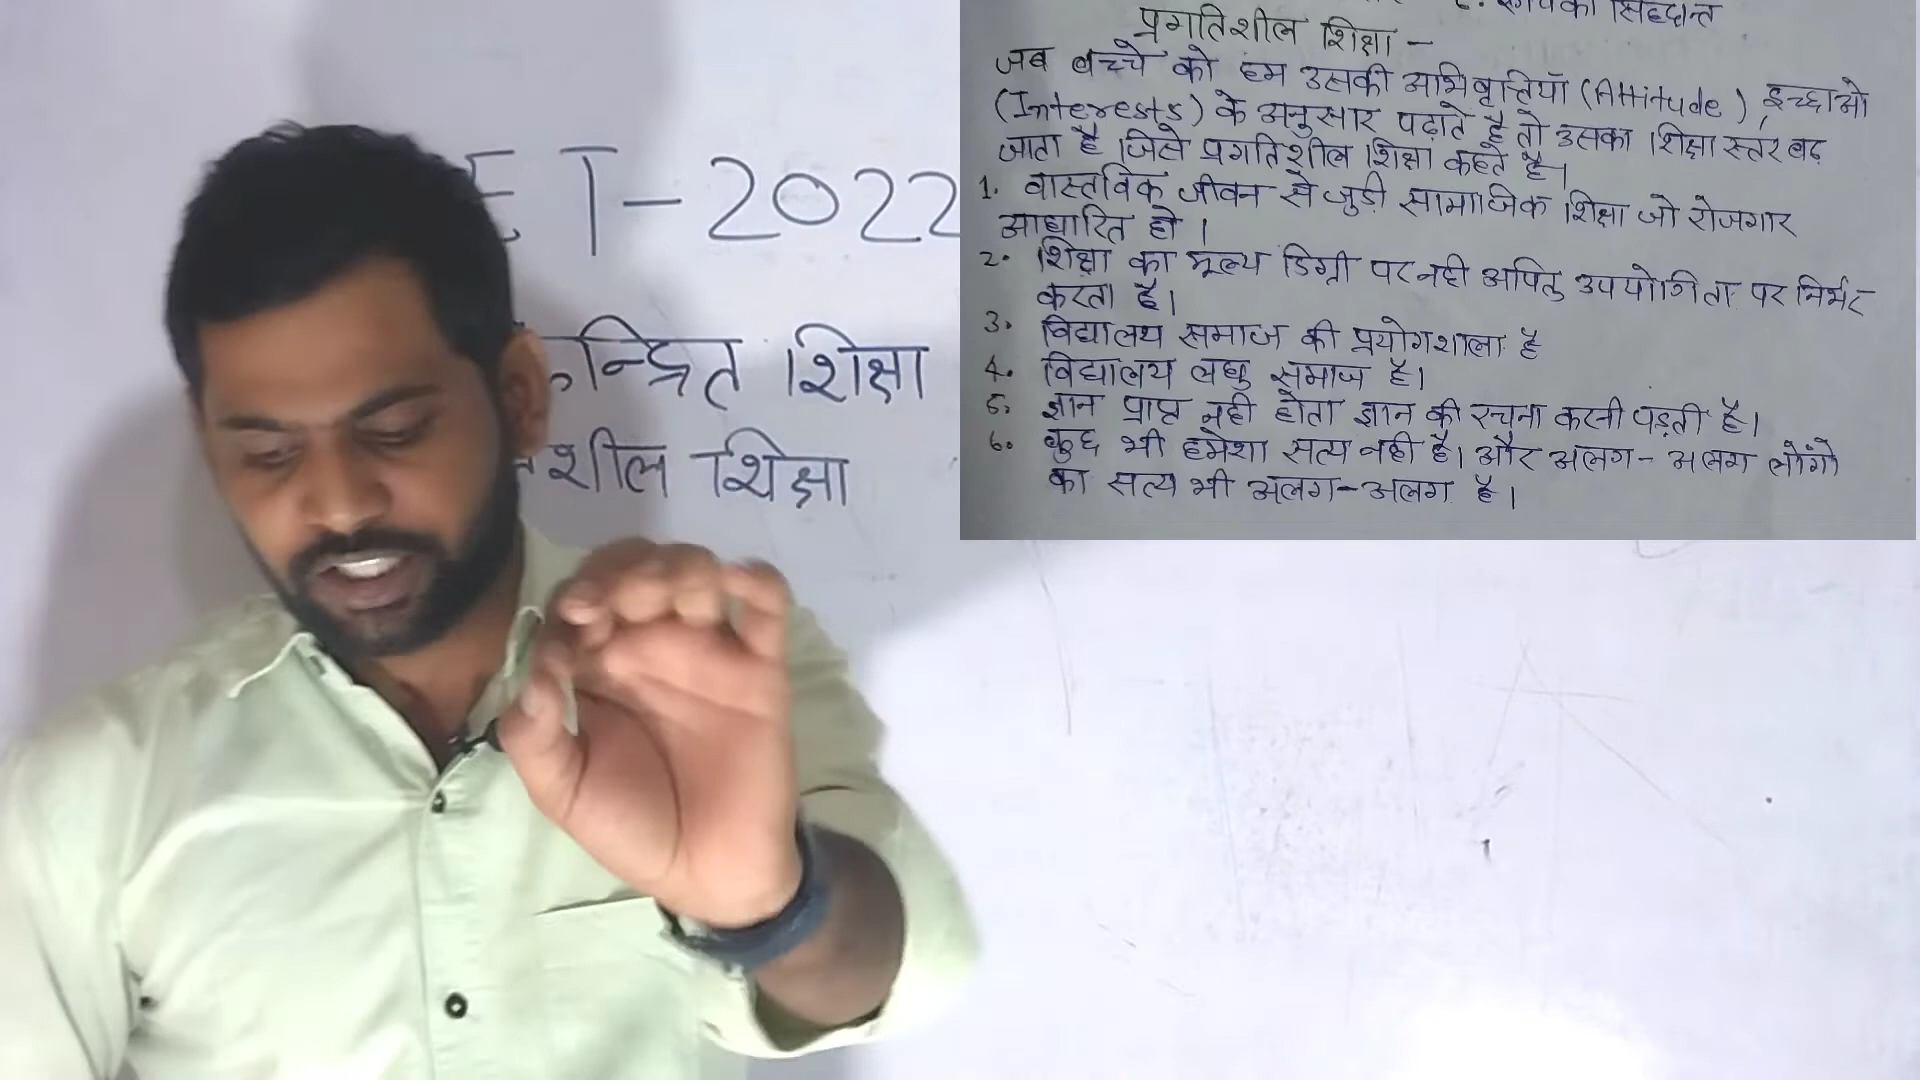 सिद्धान्त
प्रगतिशील शिक्षा -
जब बच्चे को हम उसकी अभिवृत्तियाँ (Attitude), इच्छाओ
(Interests) के अनुसार पढ़ाते है तो उसका शिक्षा स्तर बढ़
जाता है जिसे प्रगतिशील शिक्षा कहते है।
1. वास्तविक जीवन से जुड़ी सामाजिक शिक्षा जो रोजगार
आधारित हो।
2. शिक्षा का मूल्य डिग्री पर नही अपितु उपयोगिता पर निर्भर
करता है।
3. विद्यालय समाज की प्रयोगशाला है
4. विद्यालय लघु समाज है।
5. ज्ञान प्राप्त नही होता ज्ञान की रचना करनी पड़ती है।
6. कुछ भी हमेशा सत्य नही है। और अलग-अलग लोगो
का सत्य भी अलग-अलग है।
ET-2022
न्द्रित शिक्षा
शील शिक्षा